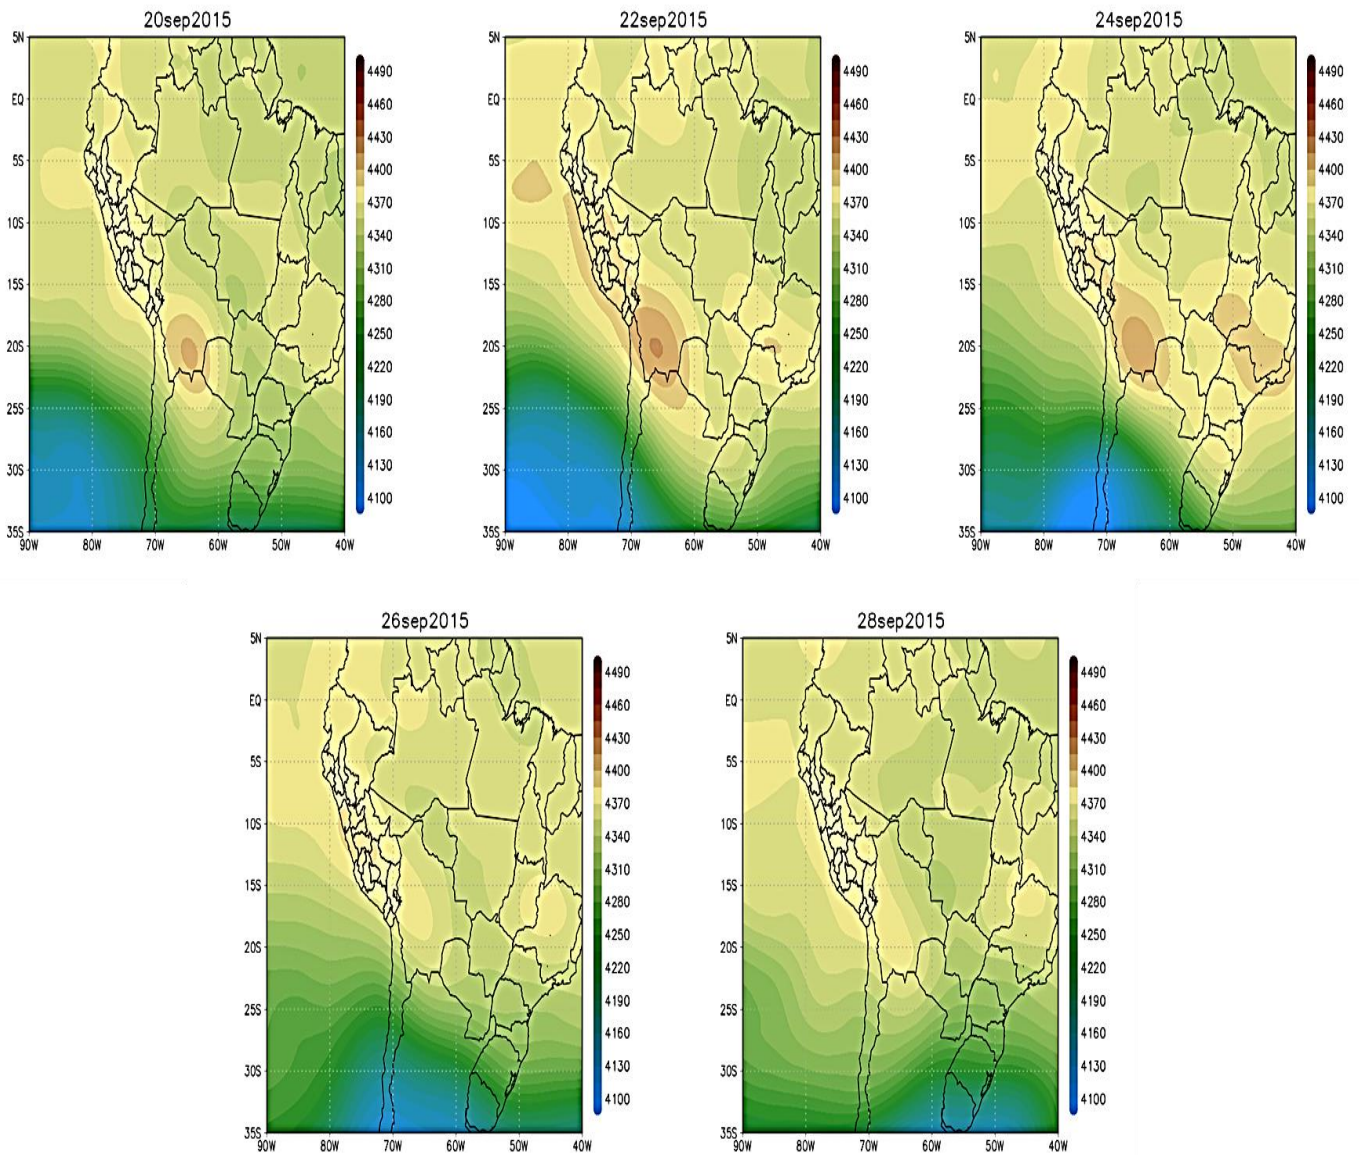 20sep2015 22sep2015 24sep2015
5N 5N 5N
4490 4490 4490
EQ EQ EQ
4460 4460 4460
4430 4430 4430
5S 5S 5S
4400 4400 4400
4370 4370 4370
10S 10S 10S
4340 4340 4340
4310 4310 4310
15S 15S 15S
4280 4280 4280
4250 4250 4250
20S 20S 20S
4220 4220 4220
4190 4190 4190
25S 25S 25S
4160 4160 4160
30S 30S 30S
4130 4130 4130
4100 4100 4100
35S 35S 35S
90W 80W 70W 60W 50W 40W 90W 80W 70W 60W 50W 40W 90W 80W 70W 60W 50W 40W
26sep2015 28sep2015
5N 5N
4490 4490
EQ EQ
4460 4460
4430 4430
5S 5S
4400 4400
4370 4370
10S 10S
4340 4340
4310 4310
15S 15S
4280 4280
4250 4250
20S 20S
4220 4220
4190 4190
25S 25S
4160 4160
30S 30S
4130 4130
4100 4100
35S 35S
90W 80W 70W 60W 50W 40W 90W 80W 70W 60W 50W 40W